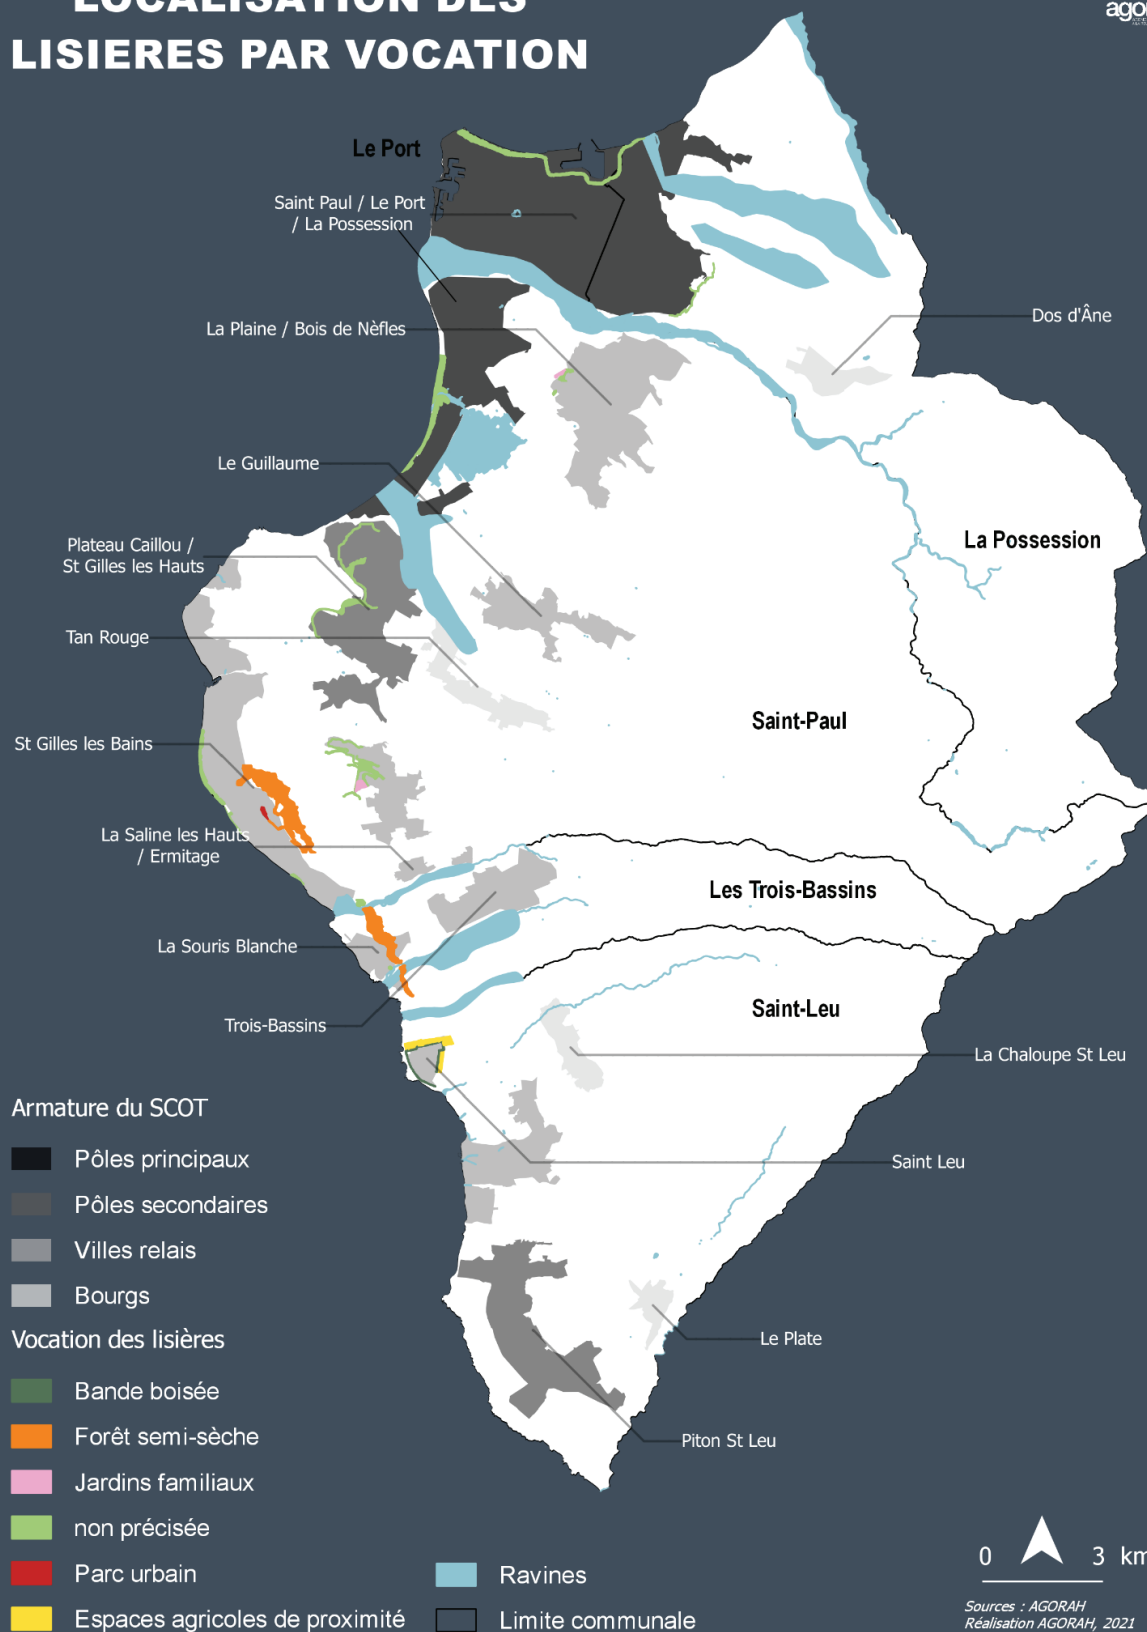 LOCALISATION DES
LISIERES PAR VOCATION
agor
Le Port
Saint Paul / Le Port
/ La Possession
La Plaine / Bois de Nèfles
Dos d'Âne
Le Guillaume
La Possession
Plateau Caillou /
St Gilles les Hauts
Tan Rouge
Saint-Paul
St Gilles les Bains
La Saline les Hauts
/ Ermitage
Les Trois-Bassins
La Souris Blanche
Saint-Leu
Trois-Bassins
La Chaloupe St Leu
Saint Leu
Le Plate
Piton St Leu
Armature du SCOT
Pôles principaux
Pôles secondaires
Villes relais
Bourgs
Vocation des lisières
Bande boisée
Forêt semi-sèche
Jardins familiaux
non précisée
Parc urbain
Espaces agricoles de proximité
Ravines
Limite communale
0 3 km
Sources : AGORAH
Réalisation AGORAH, 2021